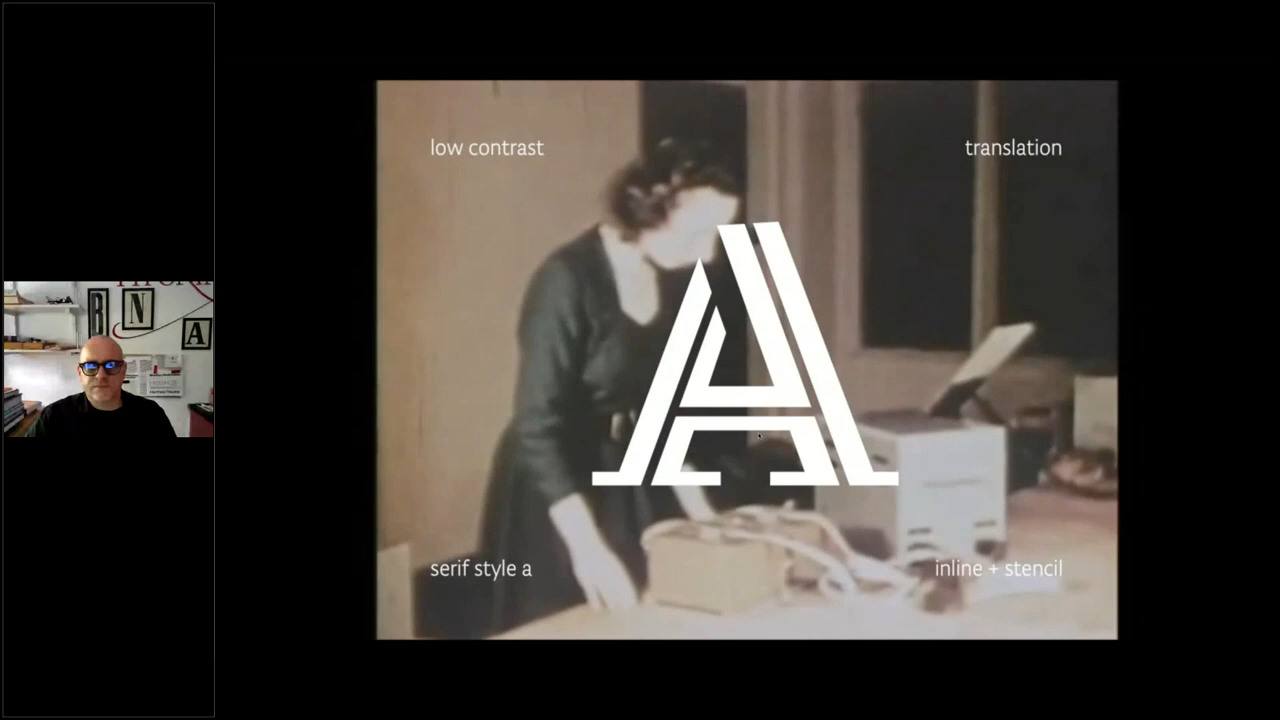 low contrast
translation
A
serif style a
inline + stencil
B
N
A